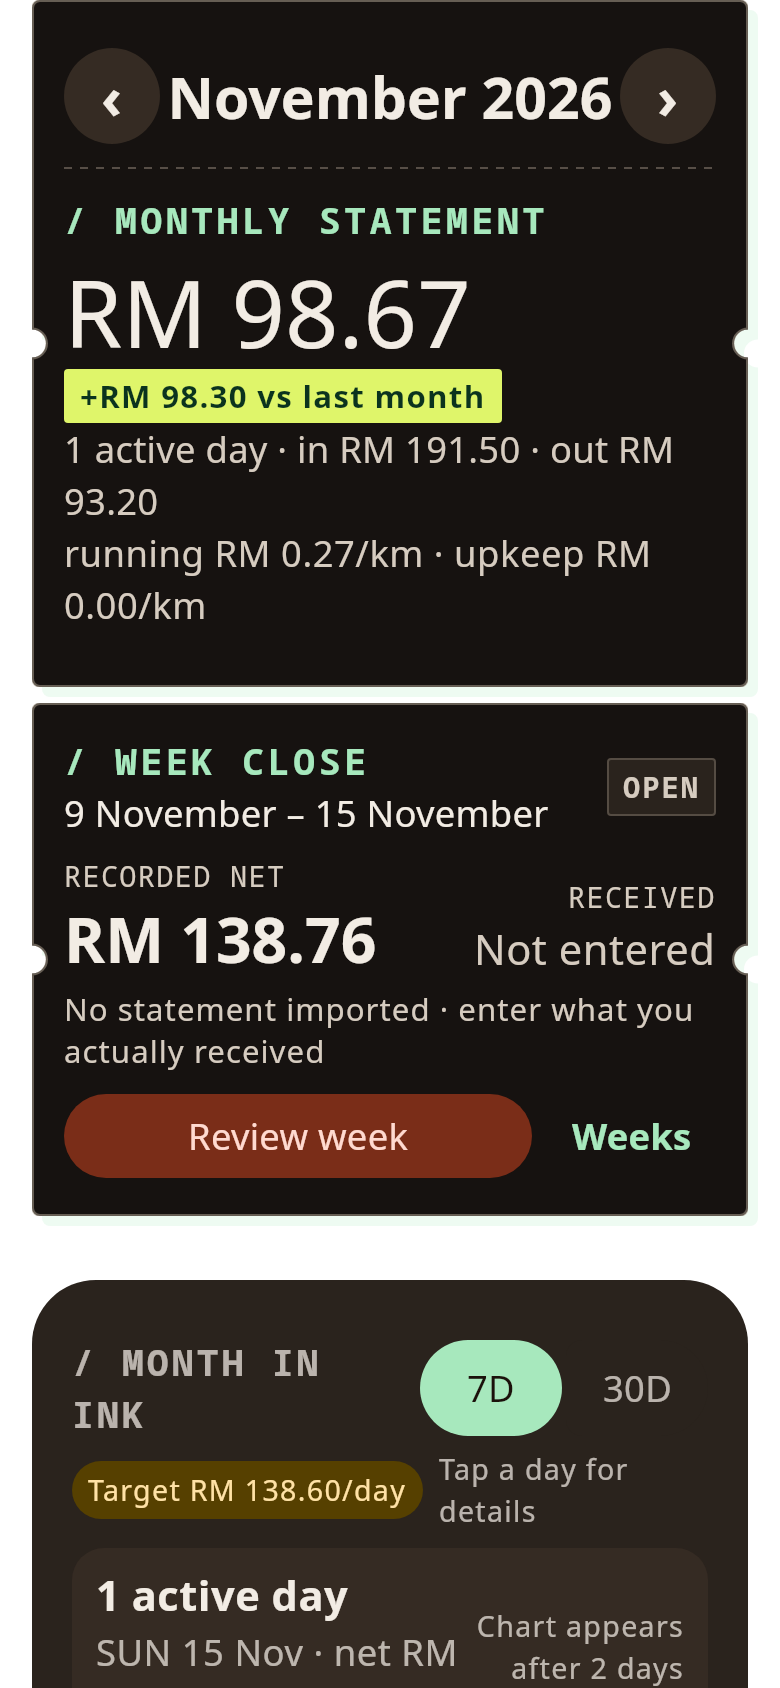 ‹ November 2026 ›
/ MONTHLY STATEMENT
RM 98.67
+RM 98.30 vs last month
1 active day · in RM 191.50 · out RM
93.20
running RM 0.27/km · upkeep RM
0.00/km
/ WEEK CLOSE
9 November – 15 November
OPEN
RECORDED NET
RM 138.76
RECEIVED
Not entered
No statement imported · enter what you
actually received
Review week
Weeks
/ MONTH IN
INK
7D
30D
Target RM 138.60/day
Tap a day for
details
1 active day
SUN 15 Nov · net RM
Chart appears
after 2 days